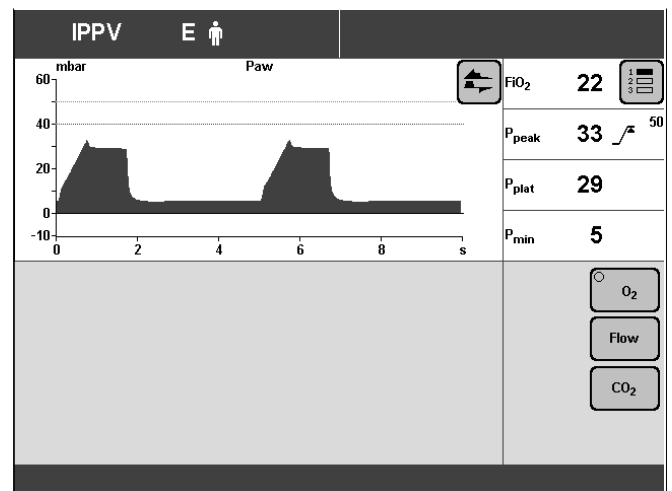 IPPV E
mbar Paw
60
40
20
0
-10
0 2 4 6 8 s
FiO2 22
1
2
3
Ppeak 33 50
Pplat 29
Pmin 5
O2
Flow
CO2